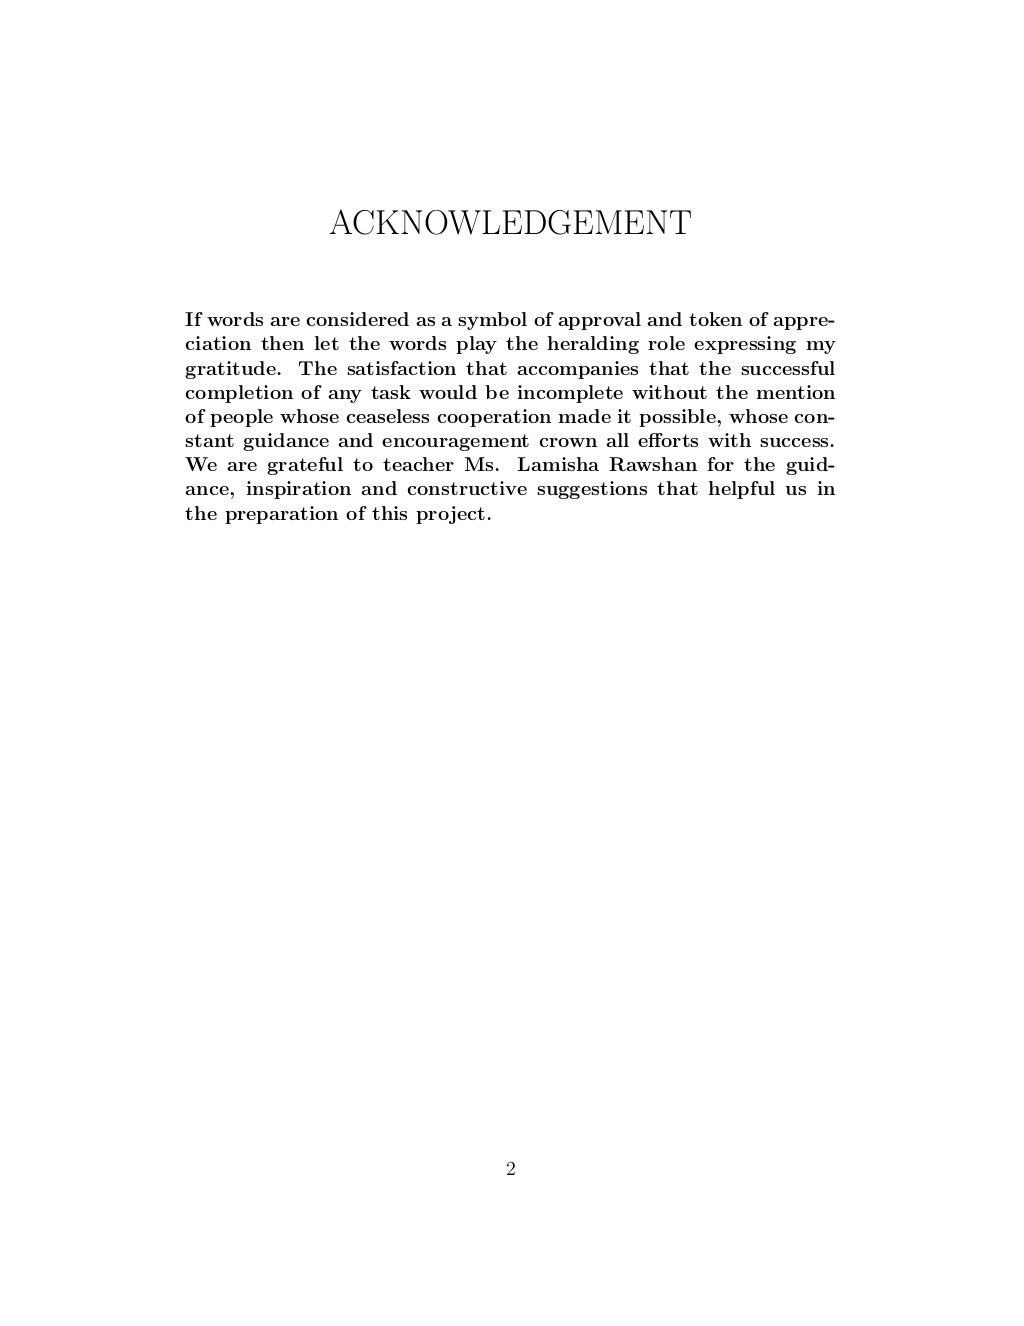 ACKNOWLEDGEMENT
If words are considered as a symbol of approval and token of appre-
ciation then let the words play the heralding role expressing my
gratitude. The satisfaction that accompanies that the successful
completion of any task would be incomplete without the mention
of people whose ceaseless cooperation made it possible, whose con-
stant guidance and encouragement crown all efforts with success.
We are grateful to teacher Ms. Lamisha Rawshan for the guid-
ance, inspiration and constructive suggestions that helpful us in
the preparation of this project.
2